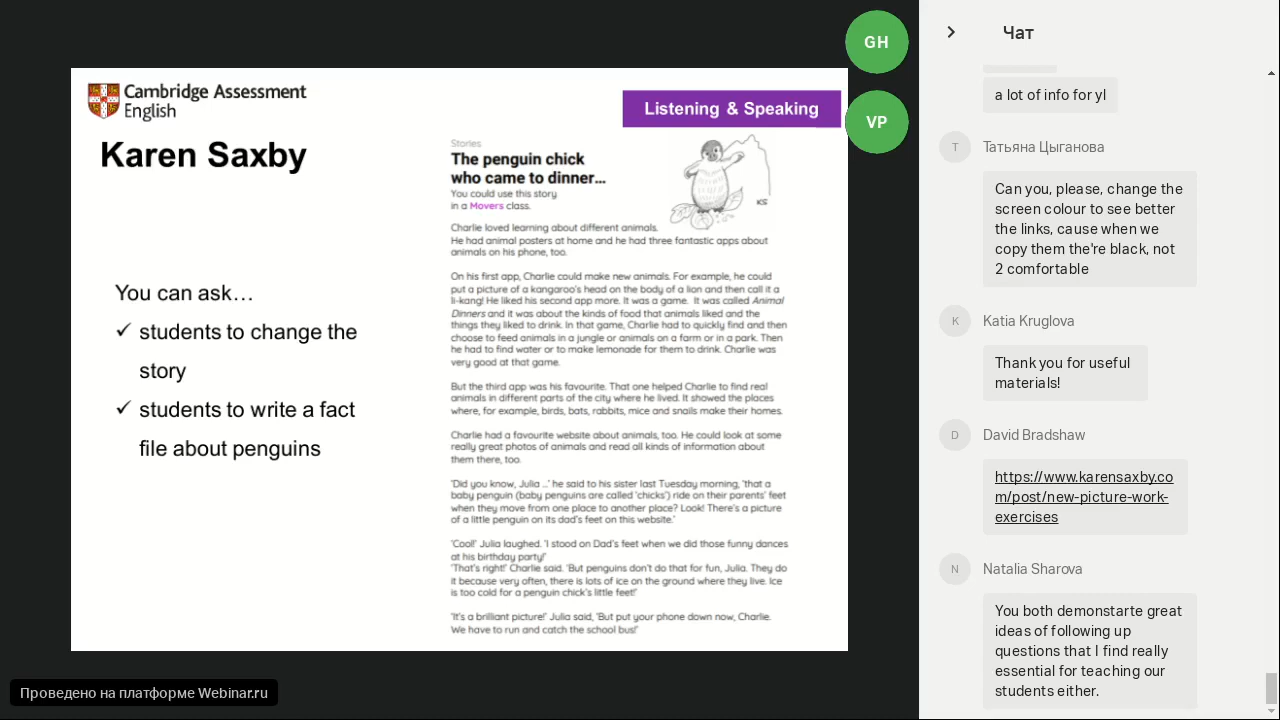 Cambridge Assessment
English
Listening & Speaking
Karen Saxby
You can ask…
✓ students to change the
story
✓ students to write a fact
file about penguins
Stories
The penguin chick
who came to dinner…
You could use this story
in a Movers class.
KS
Charlie loved learning about different animals.
He had animal posters at home and he had three fantastic apps about
animals on his phone, too.
On his first app, Charlie could make new animals. For example, he could
put a picture of a kangaroo's head on the body of a lion and then call it a
li-kang! He liked his second app more. It was a game. It was called Animal
Dinners and it was about the kinds of food that animals liked and the
things they liked to drink. In that game, Charlie had to quickly find and then
choose to feed animals in a jungle or animals on a farm or in a park. Then
he had to find water or to make lemonade for them to drink. Charlie was
very good at that game.
But the third app was his favourite. That one helped Charlie to find real
animals in different parts of the city where he lived. It showed the places
where, for example, birds, bats, rabbits, mice and snails make their homes.
Charlie had a favourite website about animals, too. He could look at some
really great photos of animals and read all kinds of information about
them there, too.
'Did you know, Julia …' he said to his sister last Tuesday morning, 'that a
baby penguin (baby penguins are called 'chicks') ride on their parents' feet
when they move from one place to another place? Look! There's a picture
of a little penguin on its dad's feet on this website.'
'Cool!' Julia laughed. 'I stood on Dad's feet when we did those funny dances
at his birthday party!'
'That's right!' Charlie said. 'But penguins don't do that for fun, Julia. They do
it because very often, there is lots of ice on the ground where they live. Ice
is too cold for a penguin chick's little feet!'
'It's a brilliant picture!' Julia said, 'But put your phone down now, Charlie.
We have to run and catch the school bus!'
GH
VP
Проведено на платформе Webinar.ru
Чат
a lot of info for yl
T
Татьяна Цыганова
Can you, please, change the
screen colour to see better
the links, cause when we
copy them the're black, not
2 comfortable
K
Katia Kruglova
Thank you for useful
materials!
D
David Bradshaw
https://www.karensaxby.co
m/post/new-picture-work-
exercises
N
Natalia Sharova
You both demonstarte great
ideas of following up
questions that I find really
essential for teaching our
students either.